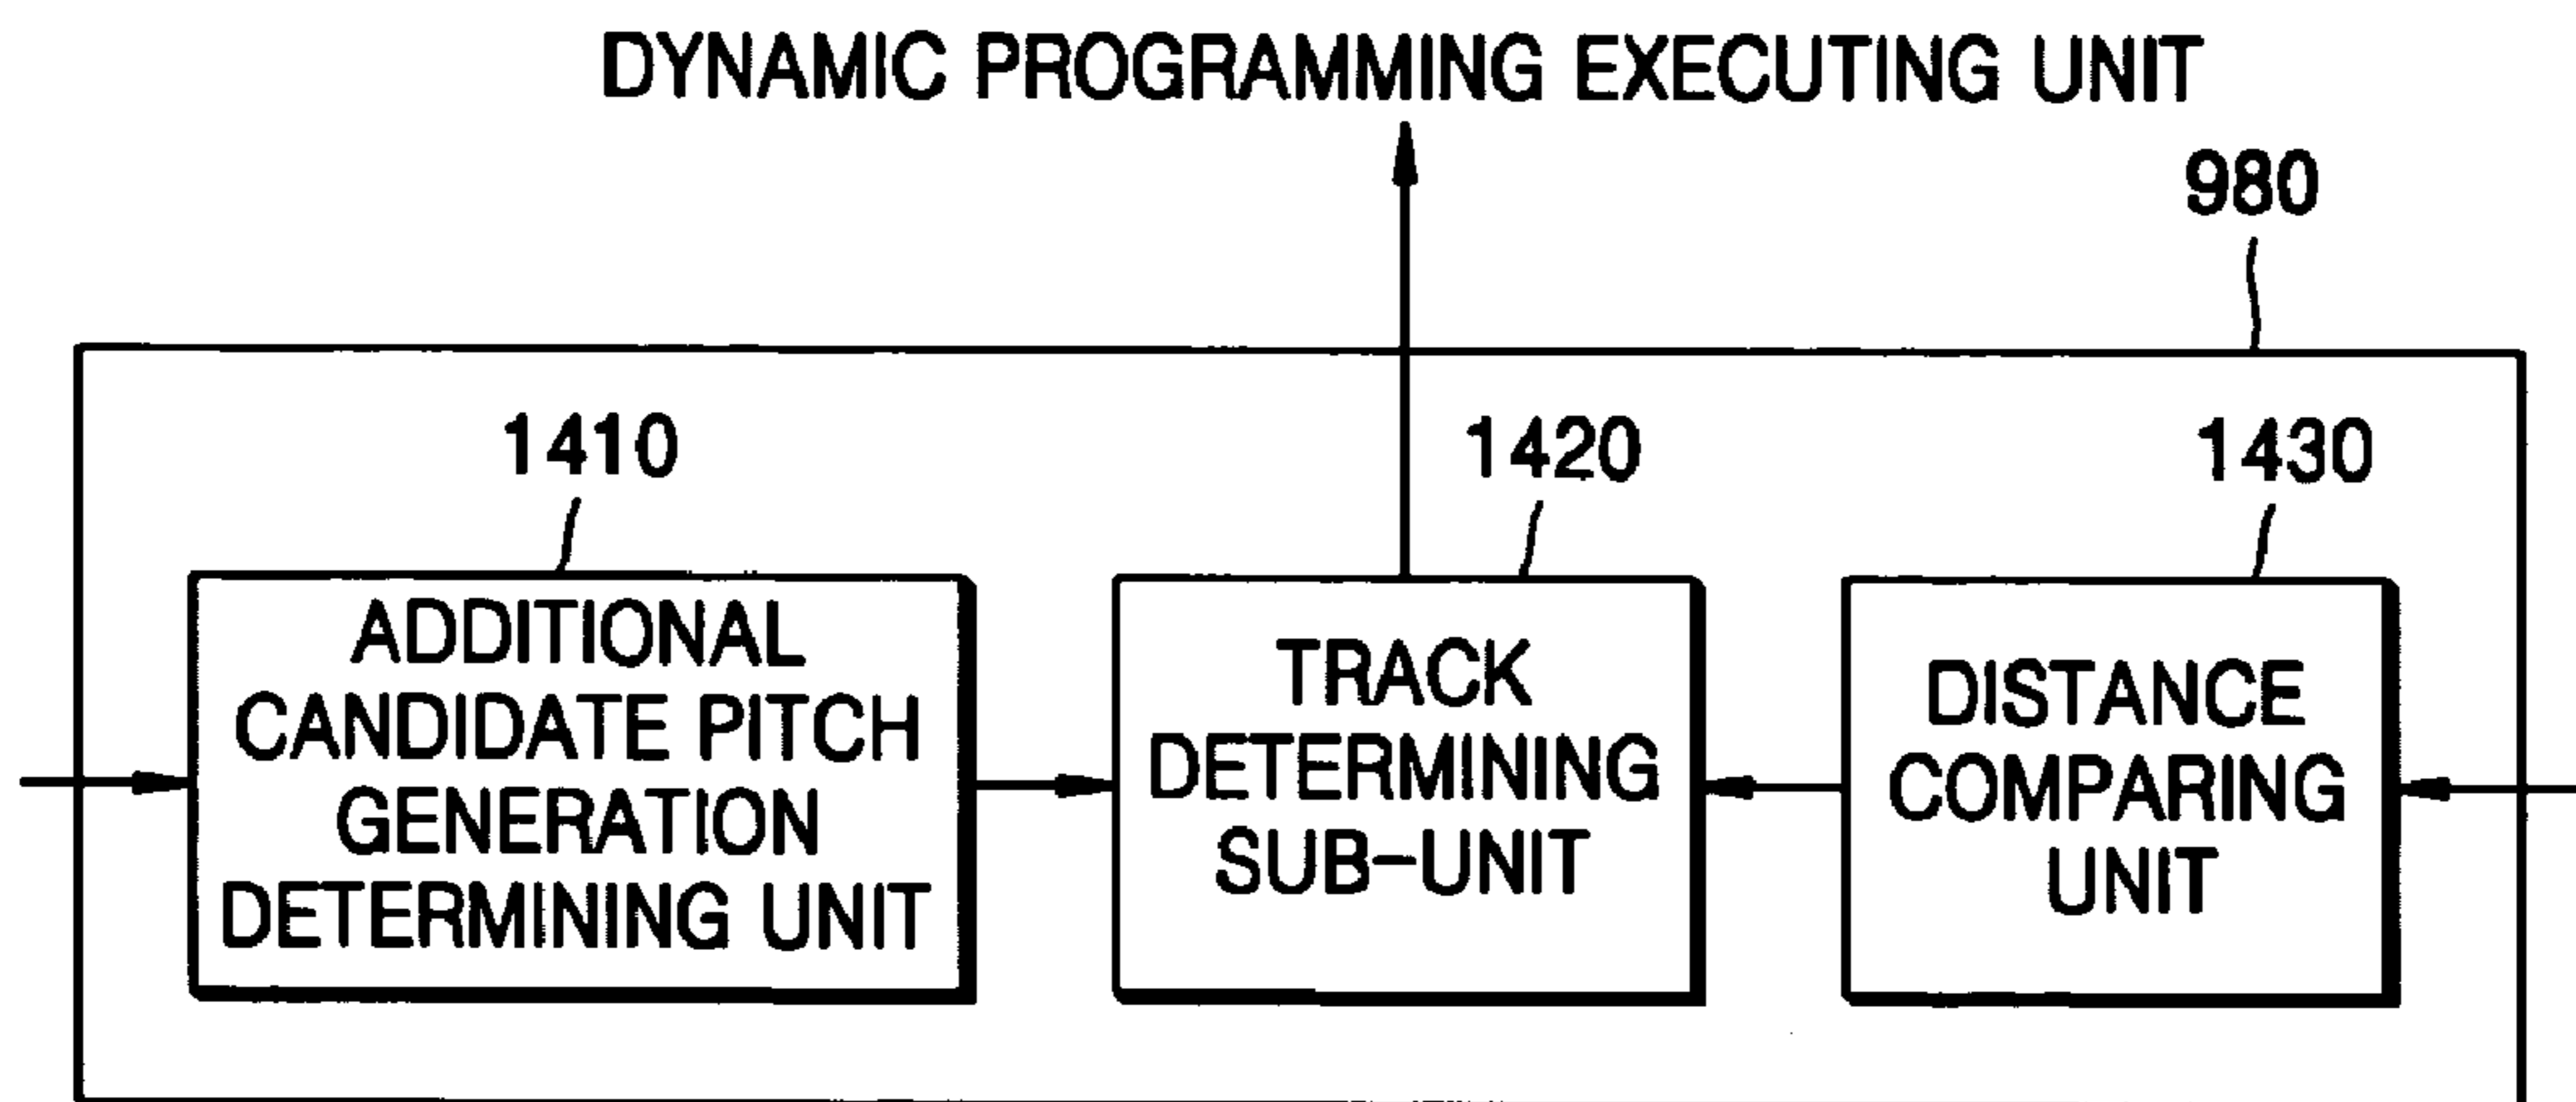 DYNAMIC PROGRAMMING EXECUTING UNIT
980
1410
1420
1430
ADDITIONAL
CANDIDATE PITCH
GENERATION
DETERMINING UNIT
TRACK
DETERMINING
SUB-UNIT
DISTANCE
COMPARING
UNIT